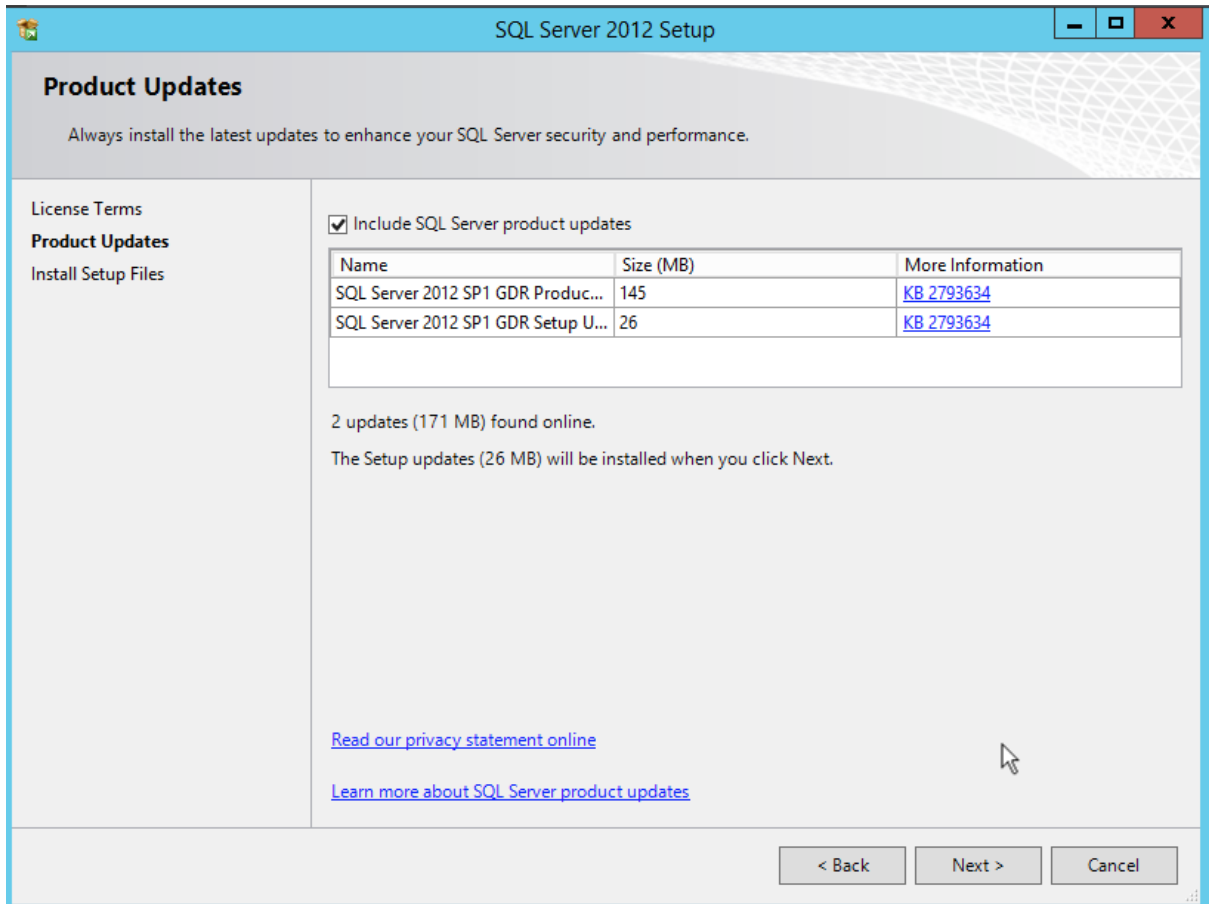 SQL Server 2012 Setup
Product Updates
Always install the latest updates to enhance your SQL Server security and performance.
License Terms
Product Updates
Install Setup Files
Include SQL Server product updates
Name Size (MB) More Information
SQL Server 2012 SP1 GDR Produc... 145 KB 2793634
SQL Server 2012 SP1 GDR Setup U... 26 KB 2793634
2 updates (171 MB) found online.
The Setup updates (26 MB) will be installed when you click Next.
Read our privacy statement online
Learn more about SQL Server product updates
< Back Next > Cancel